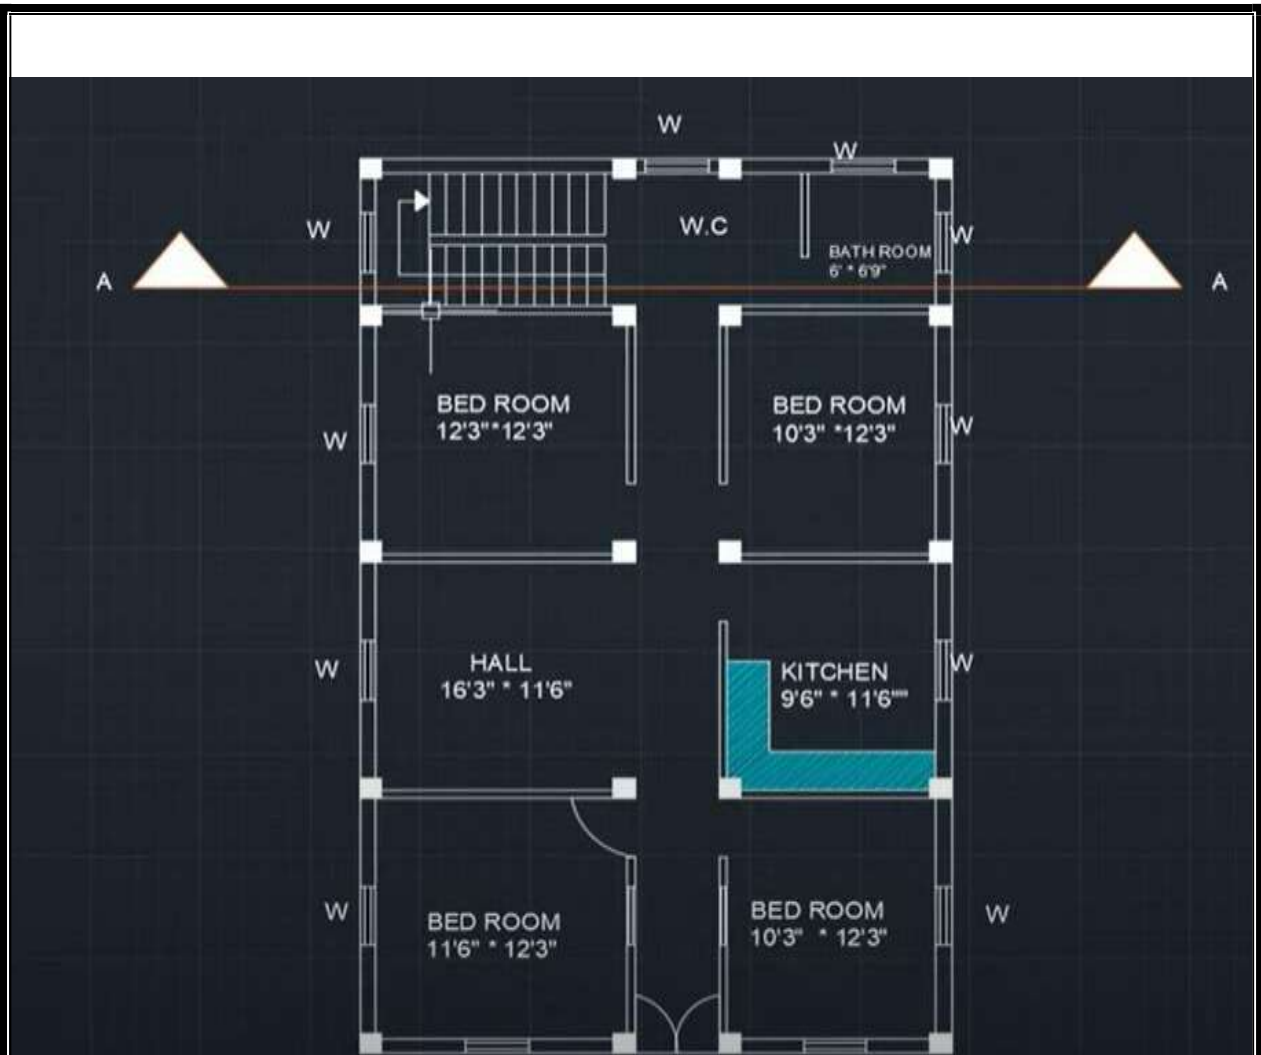 W
W
W
W.C
W
BATH ROOM
6' * 6'9"
A
A
BED ROOM
12'3"*12'3"
BED ROOM
10'3" *12'3"
W
W
HALL
16'3" * 11'6"
KITCHEN
9'6" * 11'6""
W
W
BED ROOM
11'6" * 12'3"
BED ROOM
10'3" * 12'3"
W
W